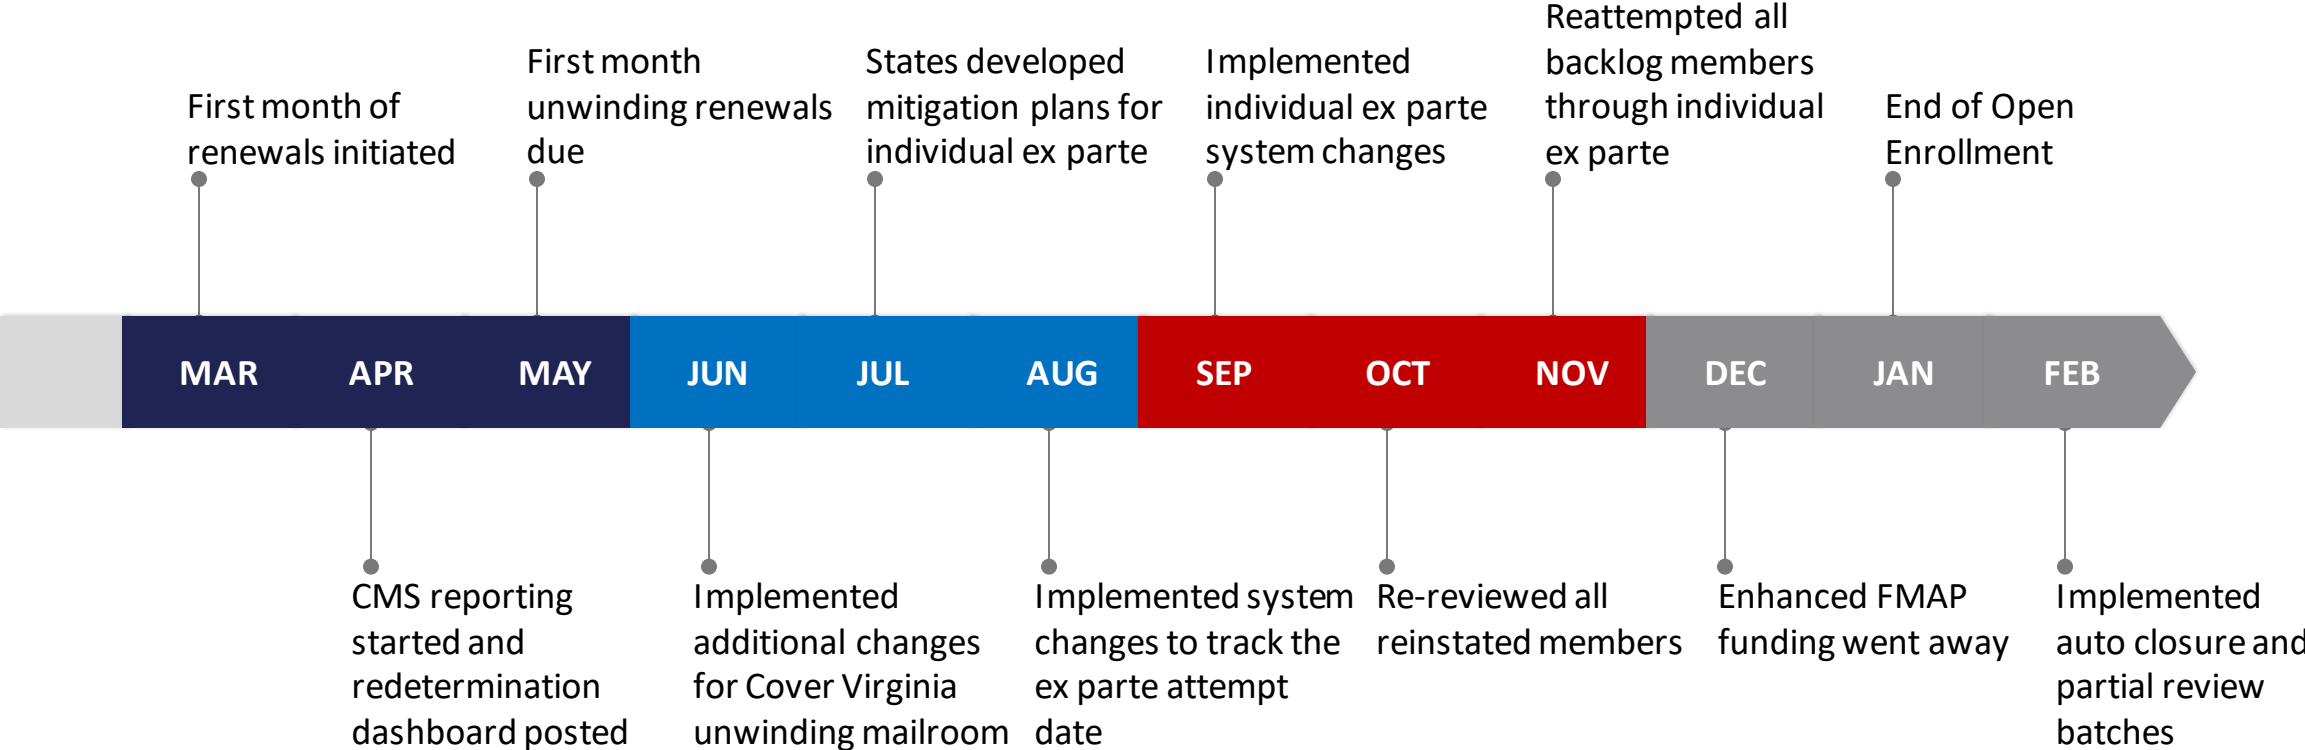 Reattempted all
backlog members
through individual
ex parte
First month
unwinding renewals
due
States developed
mitigation plans for
individual ex parte
Implemented
individual ex parte
system changes
First month of
renewals initiated
End of Open
Enrollment
MAR
APR
MAY
JUN
JUL
AUG
SEP
OCT
NOV
DEC
JAN
FEB
CMS reporting
started and
redetermination
dashboard posted
Implemented
additional changes
for Cover Virginia
unwinding mailroom
Implemented system
changes to track the
ex parte attempt
date
Re-reviewed all
reinstated members
Enhanced FMAP
funding went away
Implemented
auto closure and
partial review
batches